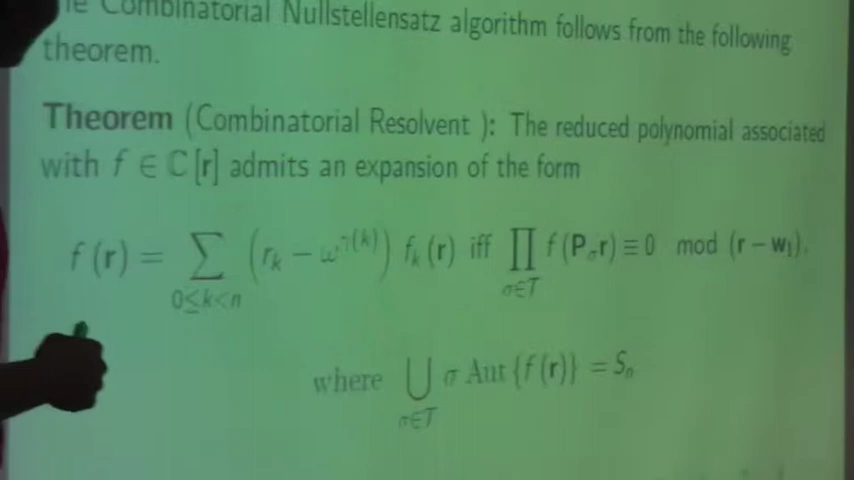 Combinatorial Nullstellensatz algorithm follows from the following
theorem.
Theorem (Combinatorial Resolvent ): The reduced polynomial associated
with f ∈ C [r] admits an expansion of the form
f (r) = ∑_{0≤k<n} (r_k − ω^{γ(k)}) f_k (r) iff ∏_{σ∈T} f (P_σ r) ≡ 0 mod (r − w_1).
where ⋃_{σ∈T} σ Aut {f (r)} = S_n